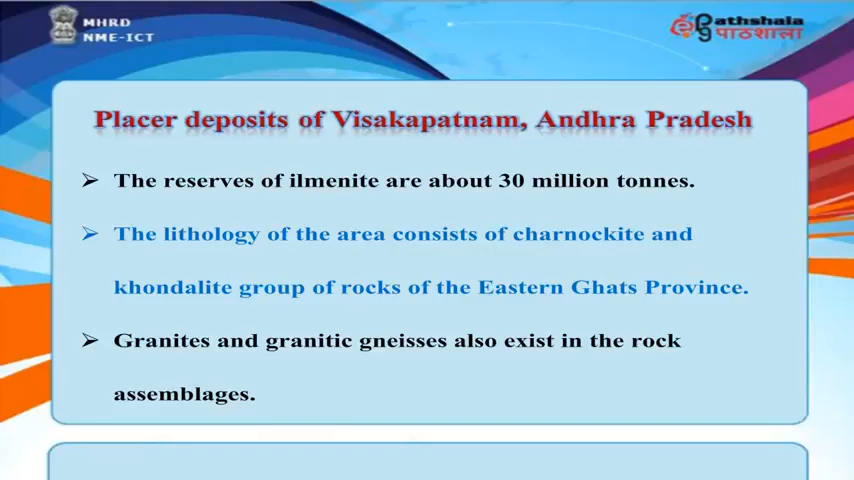 MHRD
NME-ICT
Pathshala
पाठशाला
Placer deposits of Visakapatnam, Andhra Pradesh
➢ The reserves of ilmenite are about 30 million tonnes.
➢ The lithology of the area consists of charnockite and
khondalite group of rocks of the Eastern Ghats Province.
➢ Granites and granitic gneisses also exist in the rock
assemblages.